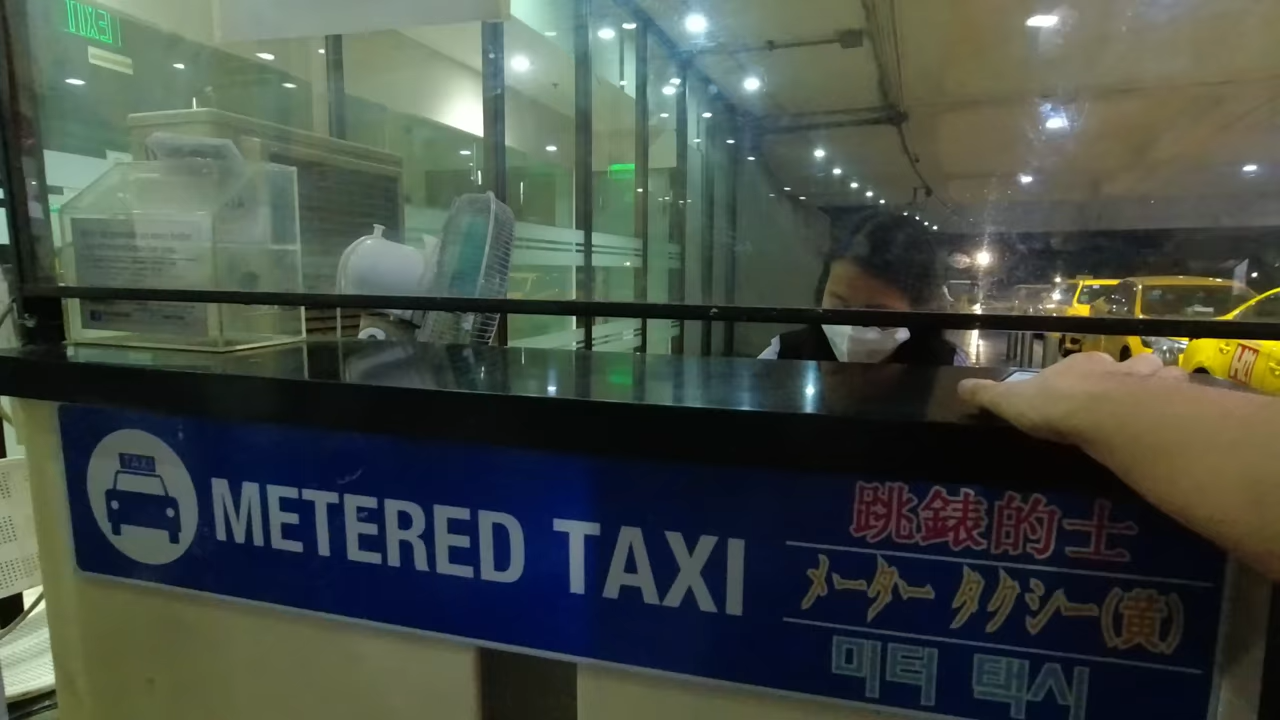 EXIT
TAXI
METERED TAXI
跳錶的士
メーター タクシー(黄)
미터 택시